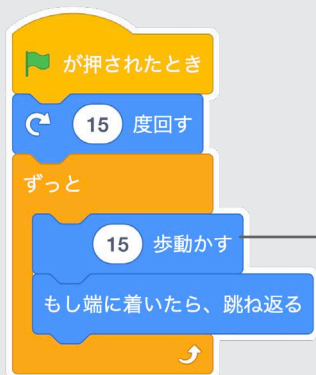 が押されたとき
15 度回す
ずっと
15 歩動かす
もし端に着いたら、跳ね返る